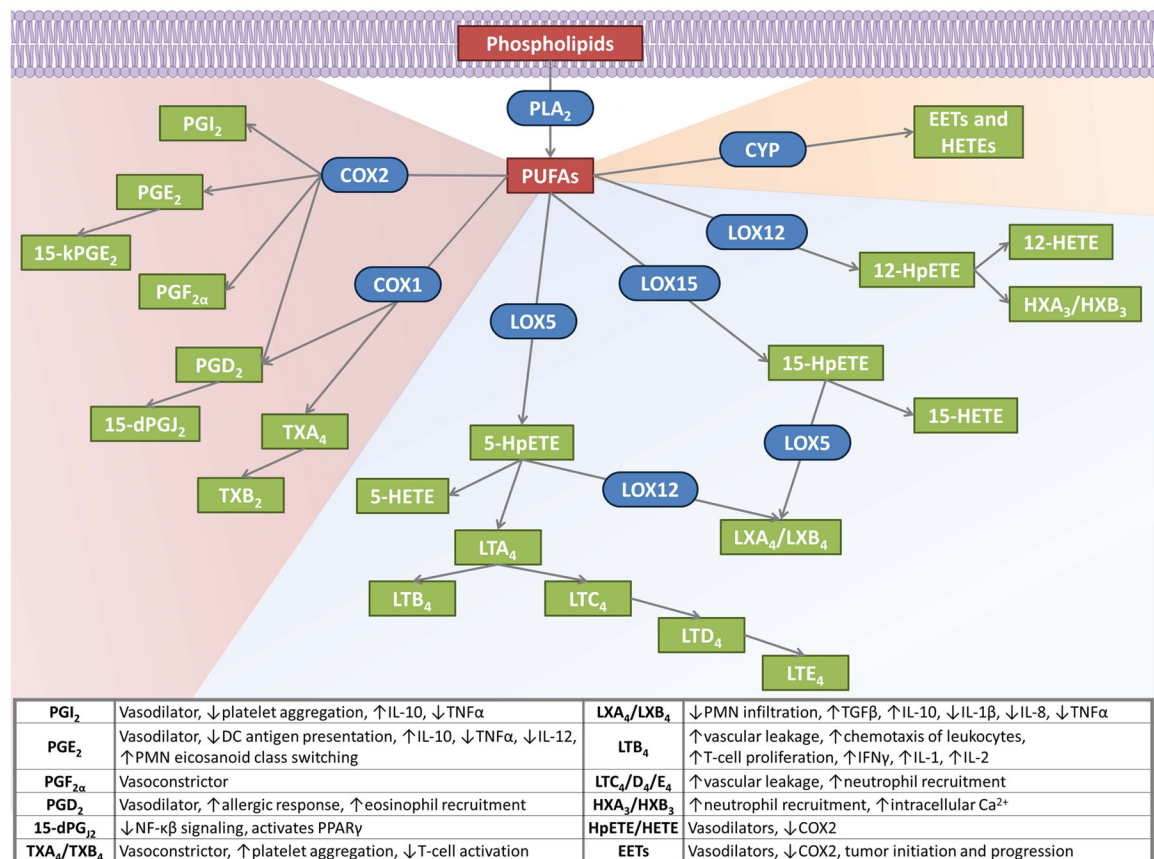 Phospholipids
PLA₂
PUFAs
CYP
EETs and
HETEs
PGI₂
COX2
PGE₂
15-kPGE₂
PGF₂α
COX1
PGD₂
15-dPGJ₂
TXA₄
TXB₂
LOX12
12-HpETE
12-HETE
HXA₃/HXB₃
LOX15
LOX5
15-HpETE
15-HETE
LOX5
5-HpETE
5-HETE
LOX12
LXA₄/LXB₄
LTA₄
LTB₄
LTC₄
LTD₄
LTE₄
PGI₂ Vasodilator, ↓platelet aggregation, ↑IL-10, ↓TNFα
PGE₂ Vasodilator, ↓DC antigen presentation, ↑IL-10, ↓TNFα, ↓IL-12,
↑PMN eicosanoid class switching
PGF₂α Vasoconstrictor
PGD₂ Vasodilator, ↑allergic response, ↑eosinophil recruitment
15-dPGJ₂ ↓NF-κβ signaling, activates PPARγ
TXA₄/TXB₄ Vasoconstrictor, ↑platelet aggregation, ↓T-cell activation
LXA₄/LXB₄ ↓PMN infiltration, ↑TGFβ, ↑IL-10, ↓IL-1β, ↓IL-8, ↓TNFα
LTB₄ ↑vascular leakage, ↑chemotaxis of leukocytes,
↑T-cell proliferation, ↑IFNγ, ↑IL-1, ↑IL-2
LTC₄/D₄/E₄ ↑vascular leakage, ↑neutrophil recruitment
HXA₃/HXB₃ ↑neutrophil recruitment, ↑intracellular Ca²⁺
HpETE/HETE Vasodilators, ↓COX2
EETs Vasodilators, ↓COX2, tumor initiation and progression